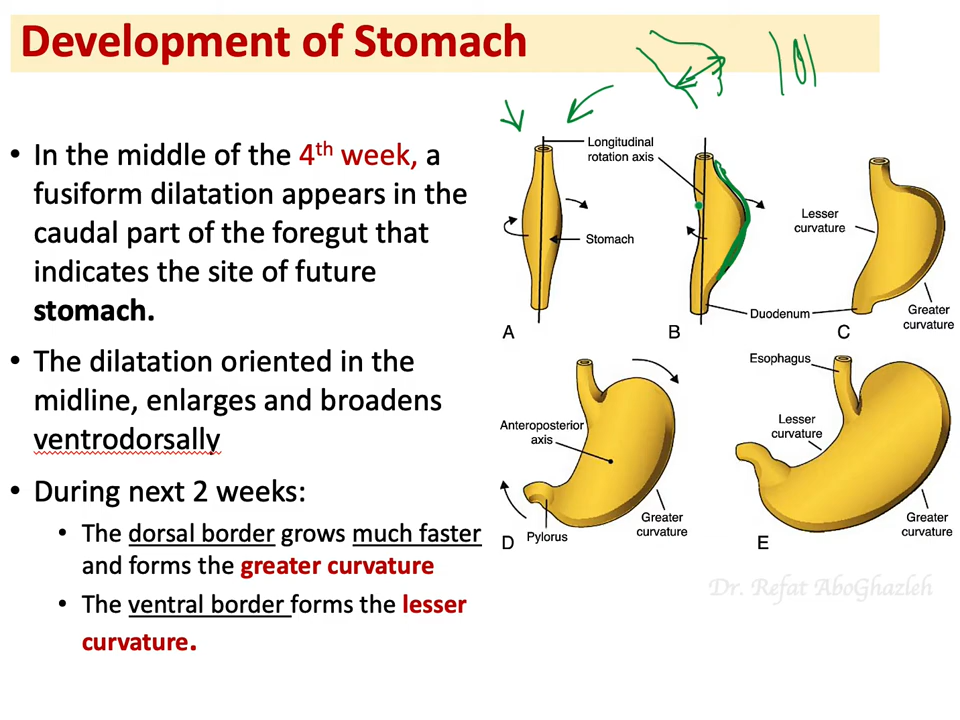 Development of Stomach
• In the middle of the 4th week, a
fusiform dilatation appears in the
caudal part of the foregut that
indicates the site of future
stomach.
• The dilatation oriented in the
midline, enlarges and broadens
ventrodorsally
• During next 2 weeks:
• The dorsal border grows much faster
and forms the greater curvature
• The ventral border forms the lesser
curvature.
Longitudinal
rotation axis
Stomach
A
B
Duodenum
Lesser
curvature
Greater
curvature
C
Anteroposterior
axis
D
Pylorus
Greater
curvature
Esophagus
Lesser
curvature
Greater
curvature
E
Dr. Refat AboGhazleh